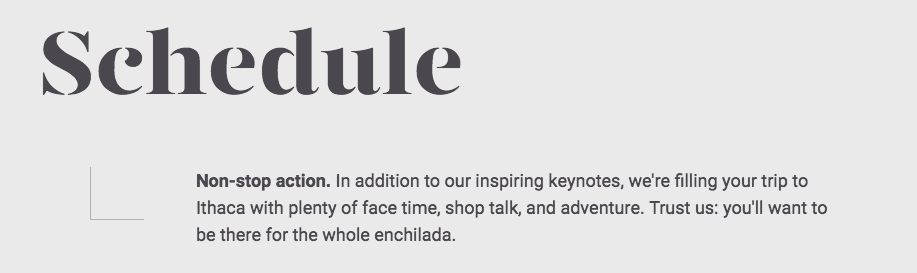 Schedule
Non-stop action. In addition to our inspiring keynotes, we're filling your trip to
Ithaca with plenty of face time, shop talk, and adventure. Trust us: you'll want to
be there for the whole enchilada.